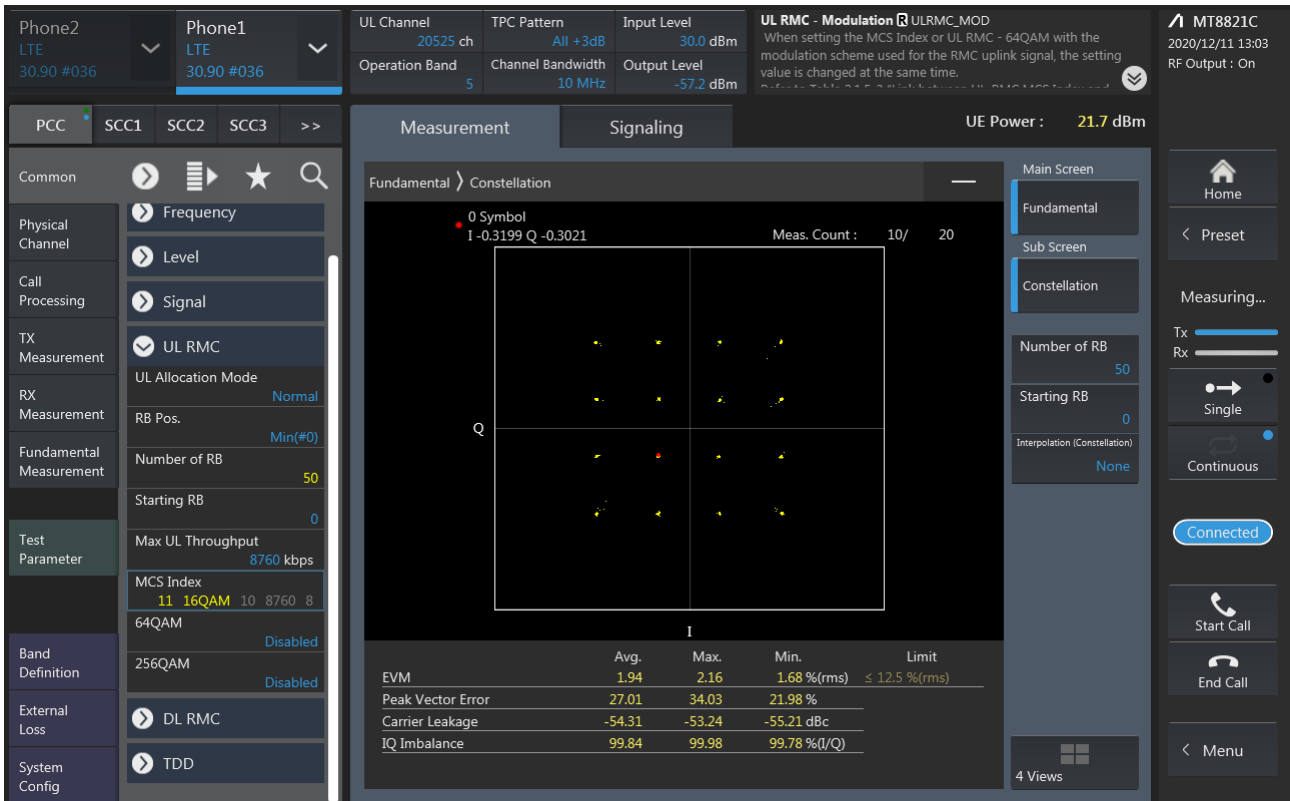 Phone2
LTE
30.90 #036
Phone1
LTE
30.90 #036
UL Channel
20525 ch
TPC Pattern
All +3dB
Input Level
30.0 dBm
Operation Band
5
Channel Bandwidth
10 MHz
Output Level
-57.2 dBm
UL RMC - Modulation R ULRMC_MOD
When setting the MCS Index or UL RMC - 64QAM with the
modulation scheme used for the RMC uplink signal, the setting
value is changed at the same time.
MT8821C
2020/12/11 13:03
RF Output : On
PCC SCC1 SCC2 SCC3 >>
Measurement
Signaling
UE Power : 21.7 dBm
Common
Physical
Channel
Call
Processing
TX
Measurement
RX
Measurement
Fundamental
Measurement
Test
Parameter
Band
Definition
External
Loss
System
Config
Frequency
Level
Signal
UL RMC
UL Allocation Mode
Normal
RB Pos.
Min(#0)
Number of RB
50
Starting RB
0
Max UL Throughput
8760 kbps
MCS Index
11 16QAM 10 8760 8
64QAM
Disabled
256QAM
Disabled
DL RMC
TDD
Fundamental 〉 Constellation
0 Symbol
I -0.3199 Q -0.3021
Meas. Count : 10/ 20
Q
I
Avg. Max. Min. Limit
EVM 1.94 2.16 1.68 %(rms) ≤ 12.5 %(rms)
Peak Vector Error 27.01 34.03 21.98 %
Carrier Leakage -54.31 -53.24 -55.21 dBc
IQ Imbalance 99.84 99.98 99.78 %(I/Q)
Main Screen
Fundamental
Sub Screen
Constellation
Number of RB
50
Starting RB
0
Interpolation (Constellation)
None
4 Views
Home
< Preset
Measuring...
Tx
Rx
Single
Continuous
Connected
Start Call
End Call
< Menu